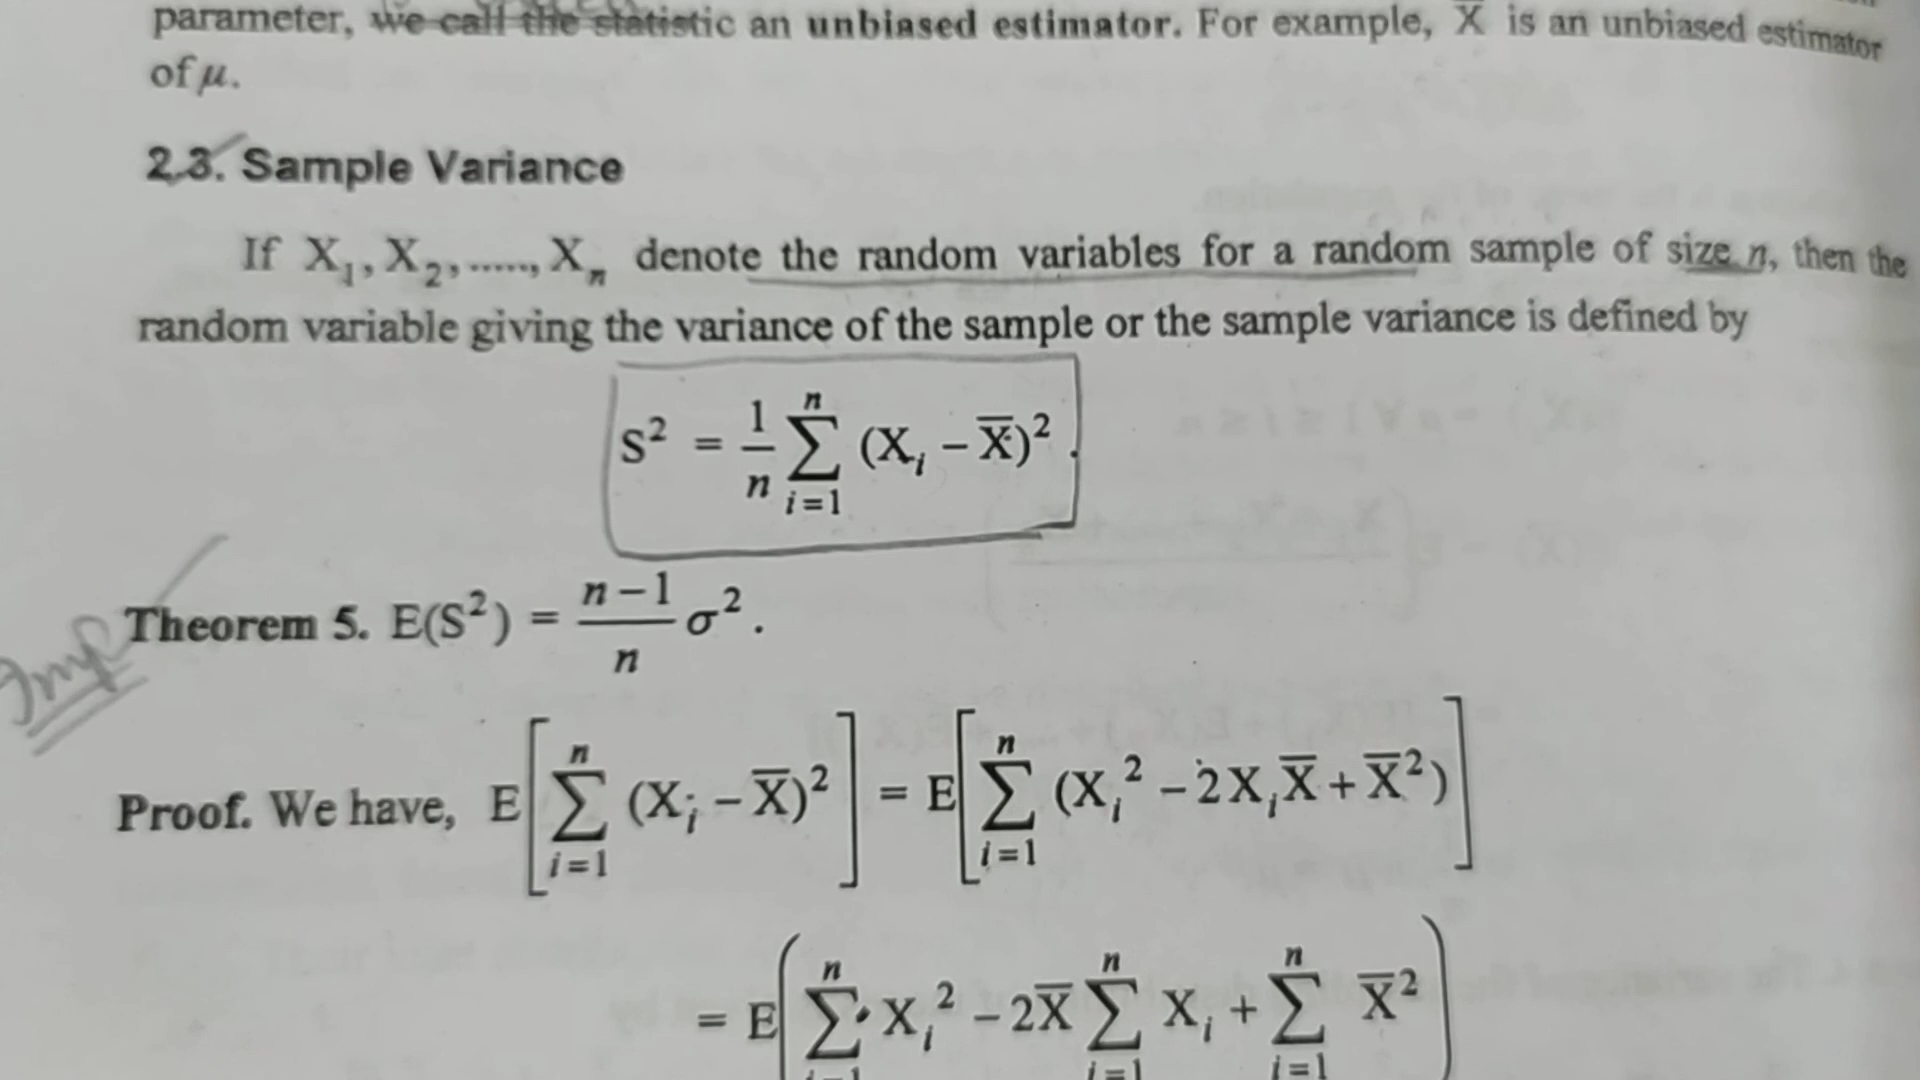 parameter, we call the statistic an unbiased estimator. For example, X̅ is an unbiased estimator
of μ.
2.3. Sample Variance
If X₁, X₂, ......, Xₙ denote the random variables for a random sample of size n, then the
random variable giving the variance of the sample or the sample variance is defined by
S² = 1/n ∑ᵢ₌₁ⁿ (Xᵢ − X̅)².
Imp
Theorem 5. E(S²) = (n−1)/n σ².
Proof. We have, E[∑ᵢ₌₁ⁿ (Xᵢ − X̅)²] = E[∑ᵢ₌₁ⁿ (Xᵢ² − 2XᵢX̅ + X̅²)]
= E(∑ᵢ₌₁ⁿ Xᵢ² − 2X̅ ∑ᵢ₌₁ⁿ Xᵢ + ∑ᵢ₌₁ⁿ X̅²)